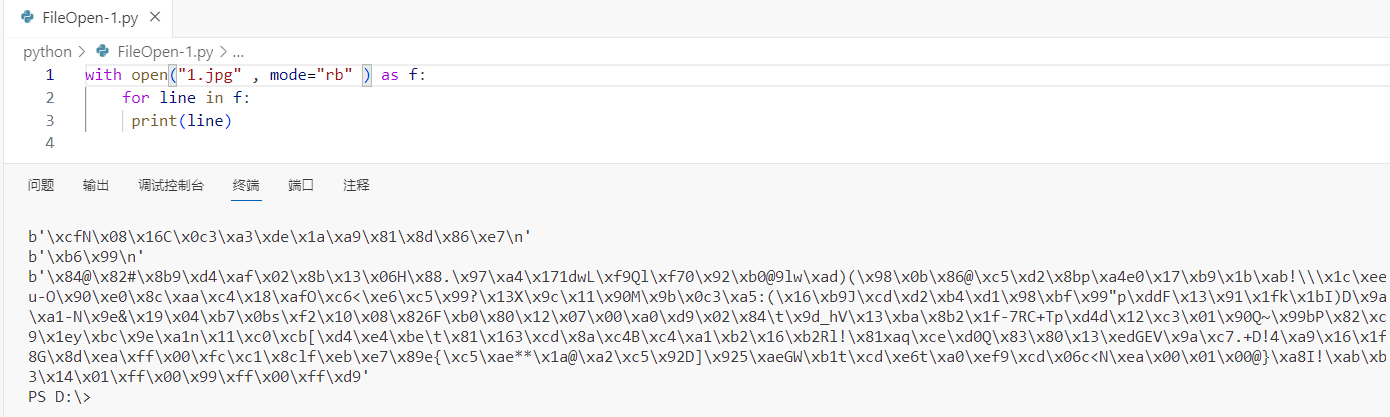 FileOpen-1.py ×
python > FileOpen-1.py > ...
1 with open("1.jpg" , mode="rb" ) as f:
2 for line in f:
3 print(line)
4
问题 输出 调试控制台 终端 端口 注释
b'\xcfN\x08\x16C\x0c3\xa3\xde\x1a\xa9\x81\x8d\x86\xe7\n'
b'\xb6\x99\n'
b'\x84@\x82#\x8b9\xd4\xaf\x02\x8b\x13\x06H\x88.\x97\xa4\x171dwL\xf9Ql\xf70\x92\xb0@9lw\xad)(\x98\x0b\x86@\xc5\xd2\x8bp\xa4e0\x17\xb9\x1b\xab!\\\x1c\xee
u-O\x90\xe0\x8c\xaa\xc4\x18\xafO\xc6<\xe6\xc5\x99?\x13X\x9c\x11\x90M\x9b\x0c3\xa5:(\x16\xb9J\xcd\xd2\xb4\xd1\x98\xbf\x99"p\xddF\x13\x91\x1fk\x1bI)D\x9a
\xa1-N\x9e&\x19\x04\xb7\x0bs\xf2\x10\x08\x826F\xb0\x80\x12\x07\x00\xa0\xd9\x02\x84\t\x9d_hV\x13\xba\x8b2\x1f-7RC+Tp\xd4d\x12\xc3\x01\x90Q~\x99bP\x82\xc
9\x1ey\xbc\x9e\xa1n\x11\xc0\xcb[\xd4\xe4\xbe\t\x81\x163\xcd\x8a\xc4B\xc4\xa1\xb2\x16\xb2Rl!\x81xaq\xce\xd0Q\x83\x80\x13\xedGEV\x9a\xc7.+D!4\xa9\x16\x1f
8G\x8d\xea\xff\x00\xfc\xc1\x8clf\xeb\xe7\x89e{\xc5\xae**\x1a@\xa2\xc5\x92D]\x925\xaeGW\xb1t\xcd\xe6t\xa0\xef9\xcd\x06c<N\xea\x00\x01\x00@}\xa8I!\xab\xb
3\x14\x01\xff\x00\x99\xff\x00\xff\xd9'
PS D:\>